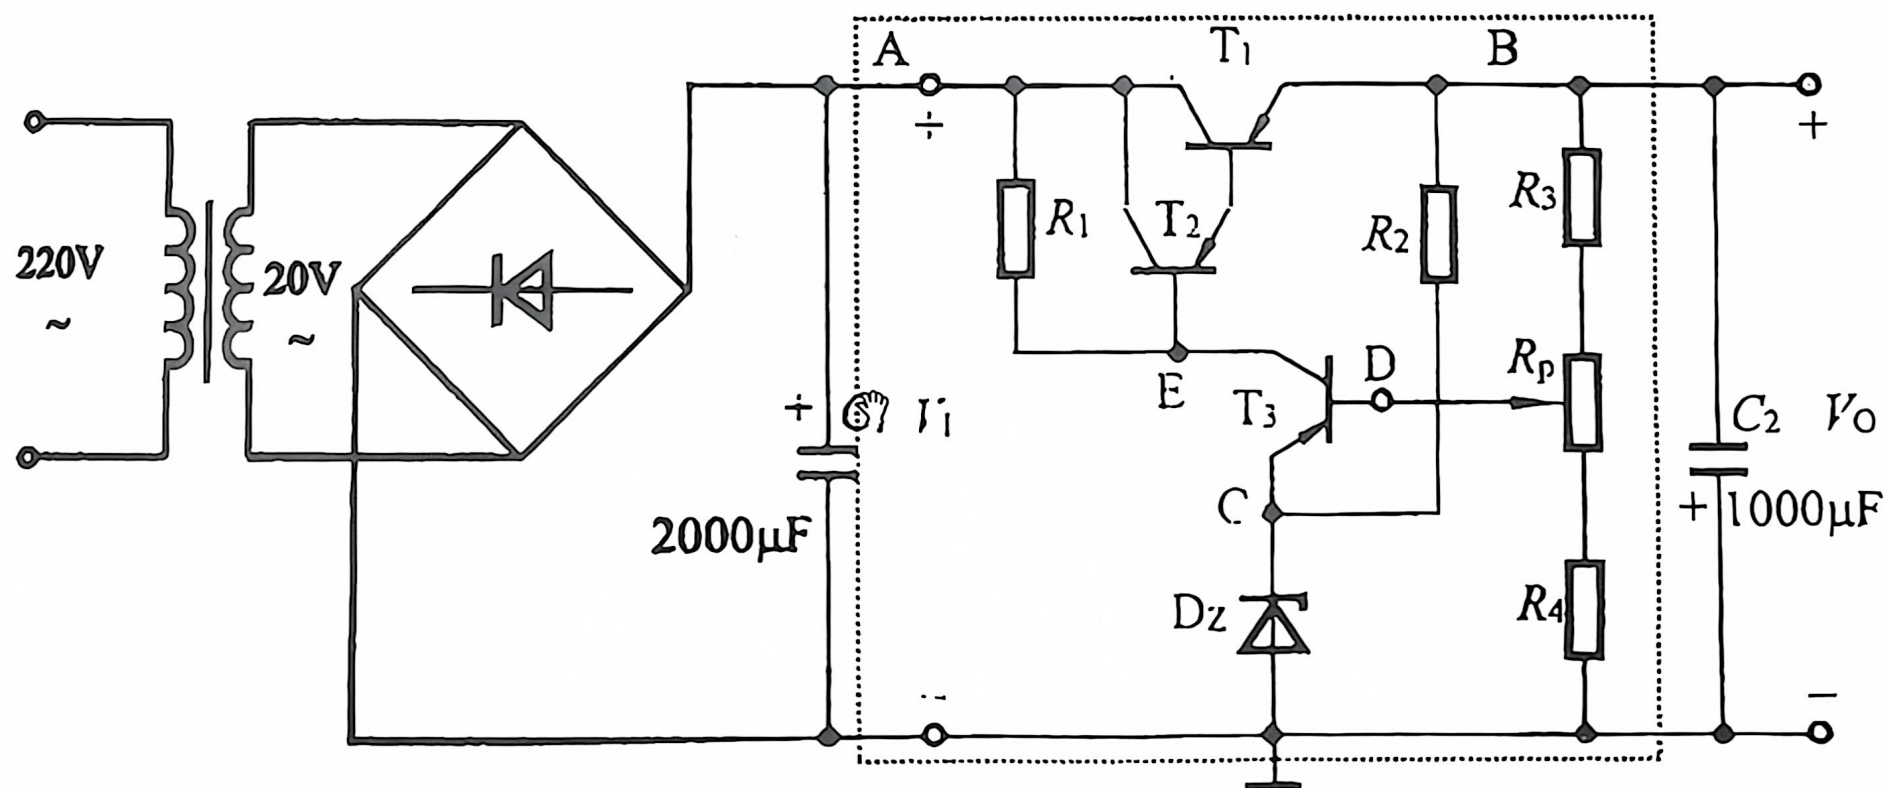 A
T1
B
÷
+
220V
~
20V
~
R1
T2
R2
R3
E
T3
D
Rp
+
V1
C2
VO
2000μF
C
+ 1000μF
DZ
R4
-
−